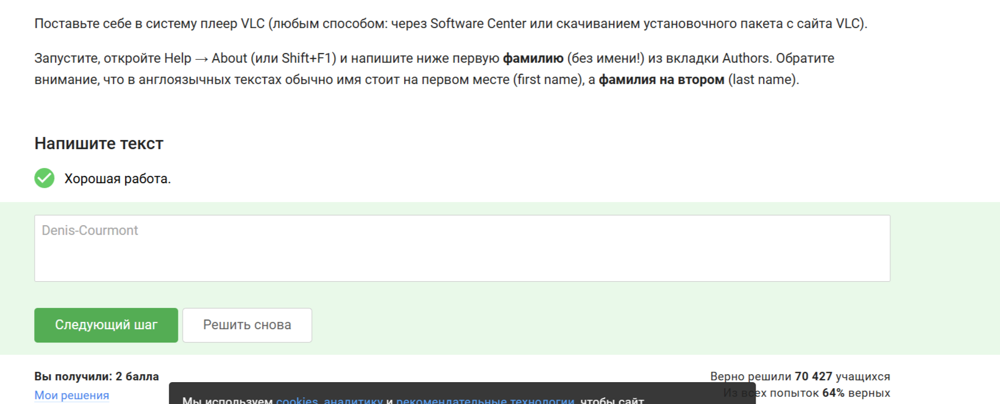 Поставьте себе в систему плеер VLC (любым способом: через Software Center или скачиванием установочного пакета с сайта VLC).
Запустите, откройте Help → About (или Shift+F1) и напишите ниже первую фамилию (без имени!) из вкладки Authors. Обратите
внимание, что в англоязычных текстах обычно имя стоит на первом месте (first name), а фамилия на втором (last name).
Напишите текст
Хорошая работа.
Denis-Courmont
Следующий шаг
Решить снова
Вы получили: 2 балла
Мои решения
Верно решили 70 427 учащихся
Из всех попыток 64% верных
Мы используем cookies, аналитику и рекомендательные технологии, чтобы сайт